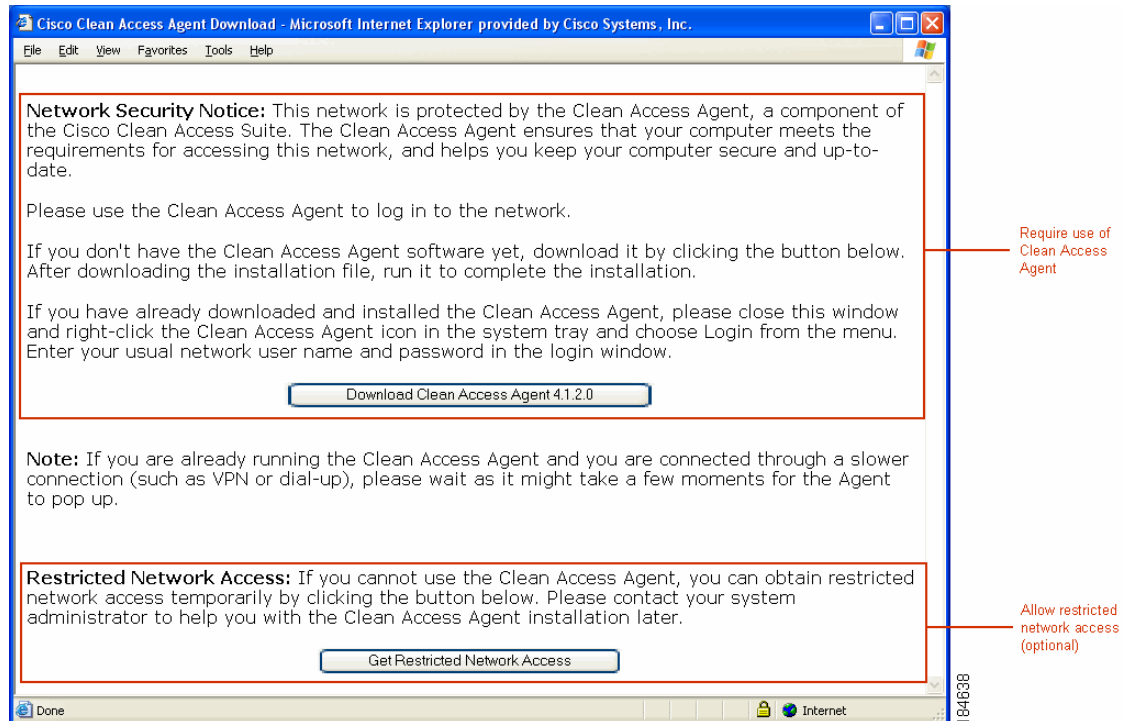 Cisco Clean Access Agent Download - Microsoft Internet Explorer provided by Cisco Systems, Inc.
File Edit View Favorites Tools Help
Network Security Notice: This network is protected by the Clean Access Agent, a component of
the Cisco Clean Access Suite. The Clean Access Agent ensures that your computer meets the
requirements for accessing this network, and helps you keep your computer secure and up-to-
date.
Please use the Clean Access Agent to log in to the network.
If you don't have the Clean Access Agent software yet, download it by clicking the button below.
After downloading the installation file, run it to complete the installation.
If you have already downloaded and installed the Clean Access Agent, please close this window
and right-click the Clean Access Agent icon in the system tray and choose Login from the menu.
Enter your usual network user name and password in the login window.
Download Clean Access Agent 4.1.2.0
Require use of
Clean Access
Agent
Note: If you are already running the Clean Access Agent and you are connected through a slower
connection (such as VPN or dial-up), please wait as it might take a few moments for the Agent
to pop up.
Restricted Network Access: If you cannot use the Clean Access Agent, you can obtain restricted
network access temporarily by clicking the button below. Please contact your system
administrator to help you with the Clean Access Agent installation later.
Get Restricted Network Access
Allow restricted
network access
(optional)
Done
Internet
184638